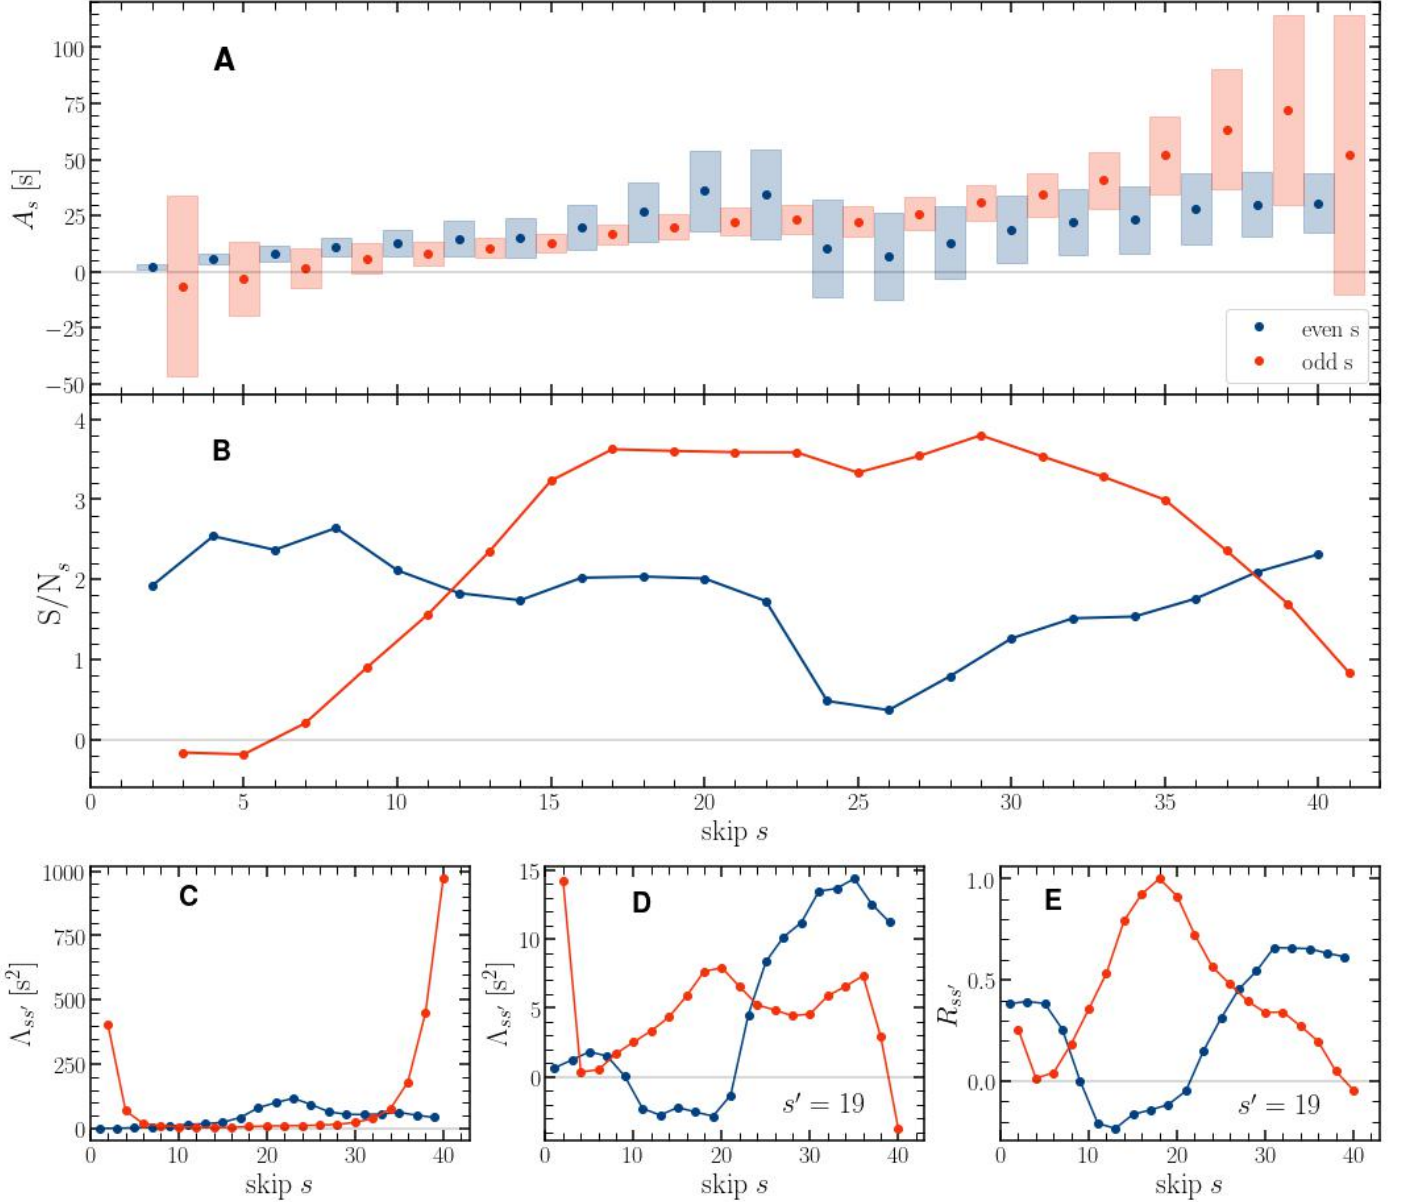 A
100
75
50
25
0
−25
−50
A_s [s]
even s
odd s
B
4
3
2
1
0
S/N_s
0 5 10 15 20 25 30 35 40
skip s
C
1000
750
500
250
0
Λ_ss′ [s²]
0 10 20 30 40
skip s
D
15
10
5
0
Λ_ss′ [s²]
s′ = 19
0 10 20 30 40
skip s
E
1.0
0.5
0.0
R_ss′
s′ = 19
0 10 20 30 40
skip s